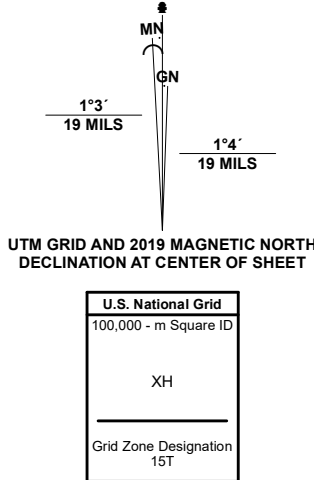 MN
GN
1°3´
19 MILS
1°4´
19 MILS
UTM GRID AND 2019 MAGNETIC NORTH
DECLINATION AT CENTER OF SHEET
U.S. National Grid
100,000 - m Square ID
XH
Grid Zone Designation
15T